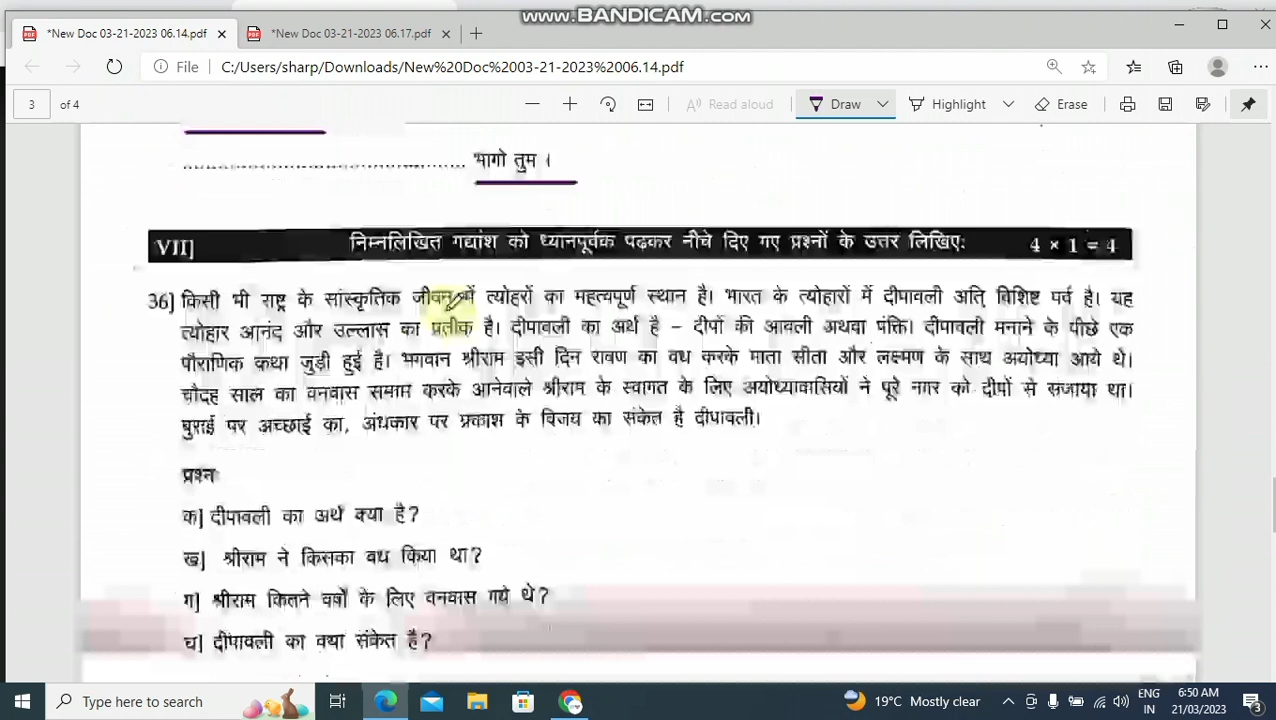 www.BANDICAM.com
*New Doc 03-21-2023 06.14.pdf
*New Doc 03-21-2023 06.17.pdf
File C:/Users/sharp/Downloads/New%20Doc%2003-21-2023%2006.14.pdf
3 of 4 Read aloud Draw Highlight Erase
भागो तुम ।
VII] निम्नलिखित गद्यांश को ध्यानपूर्वक पढ़कर नीचे दिए गए प्रश्नों के उत्तर लिखिए: 4 × 1 = 4
36] किसी भी राष्ट्र के सांस्कृतिक जीवन में त्योहरों का महत्वपूर्ण स्थान है। भारत के त्योहारों में दीपावली अति विशिष्ट पर्व है। यह
त्योहार आनंद और उल्लास का प्रतीक है। दीपावली का अर्थ है – दीपों की आवली अथवा पंक्ति। दीपावली मनाने के पीछे एक
पौराणिक कथा जुड़ी हुई है। भगवान श्रीराम इसी दिन रावण का वध करके माता सीता और लक्ष्मण के साथ अयोध्या आये थे।
चौदह साल का वनवास समाप्त करके आनेवाले श्रीराम के स्वागत के लिए अयोध्यावासियों ने पूरे नगर को दीपों से सजाया था।
बुराई पर अच्छाई का, अंधकार पर प्रकाश के विजय का संकेत है दीपावली।
प्रश्न
क] दीपावली का अर्थ क्या है?
ख] श्रीराम ने किसका वध किया था?
ग] श्रीराम कितने वर्षों के लिए वनवास गये थे?
घ] दीपावली का क्या संकेत है?
Type here to search
19°C Mostly clear
ENG
IN
6:50 AM
21/03/2023
3